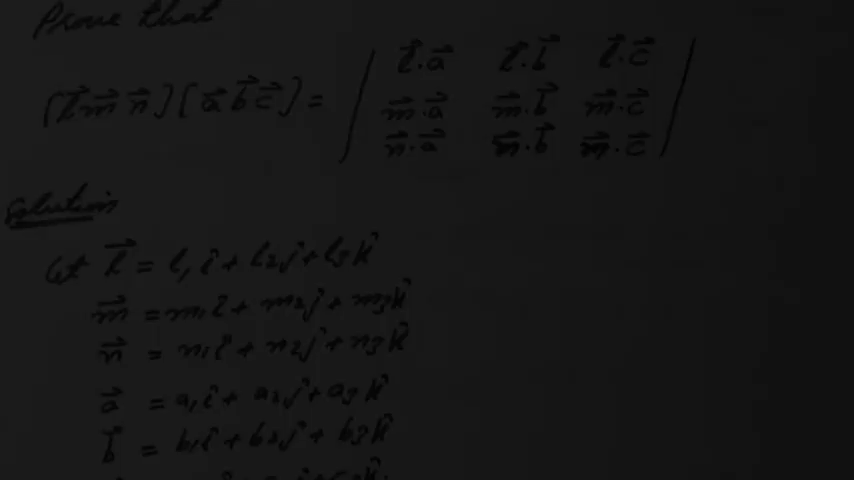 Prove that
[l⃗ m⃗ n⃗] [a⃗ b⃗ c⃗] = | l⃗.a⃗ l⃗.b⃗ l⃗.c⃗ |
m⃗.a⃗ m⃗.b⃗ m⃗.c⃗
n⃗.a⃗ n⃗.b⃗ n⃗.c⃗
Solution
Let l⃗ = l₁î + l₂ĵ + l₃k̂
m⃗ = m₁î + m₂ĵ + m₃k̂
n⃗ = n₁î + n₂ĵ + n₃k̂
a⃗ = a₁î + a₂ĵ + a₃k̂
b⃗ = b₁î + b₂ĵ + b₃k̂